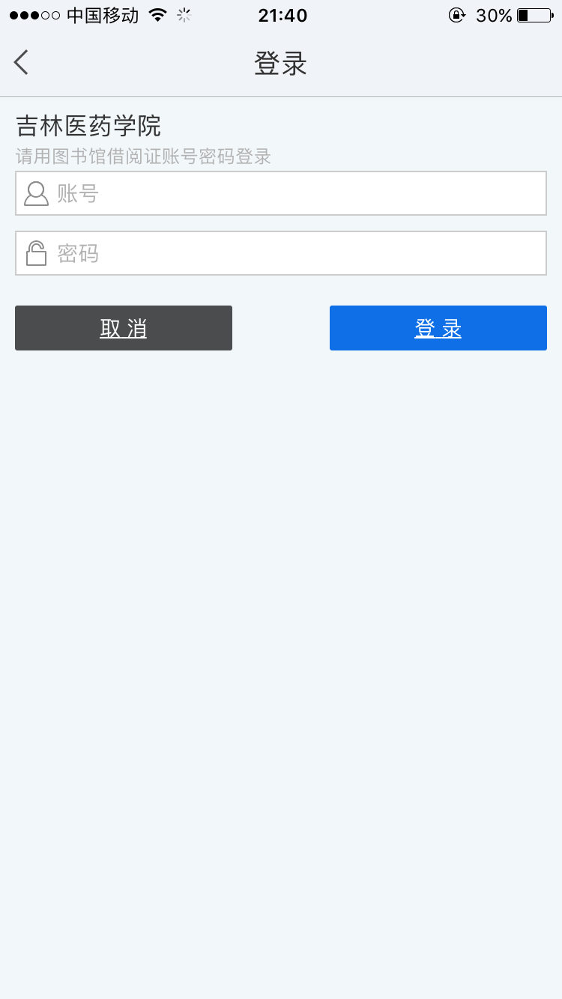 中国移动 21:40 30%
登录
吉林医药学院
请用图书馆借阅证账号密码登录
账号
密码
取 消 登 录